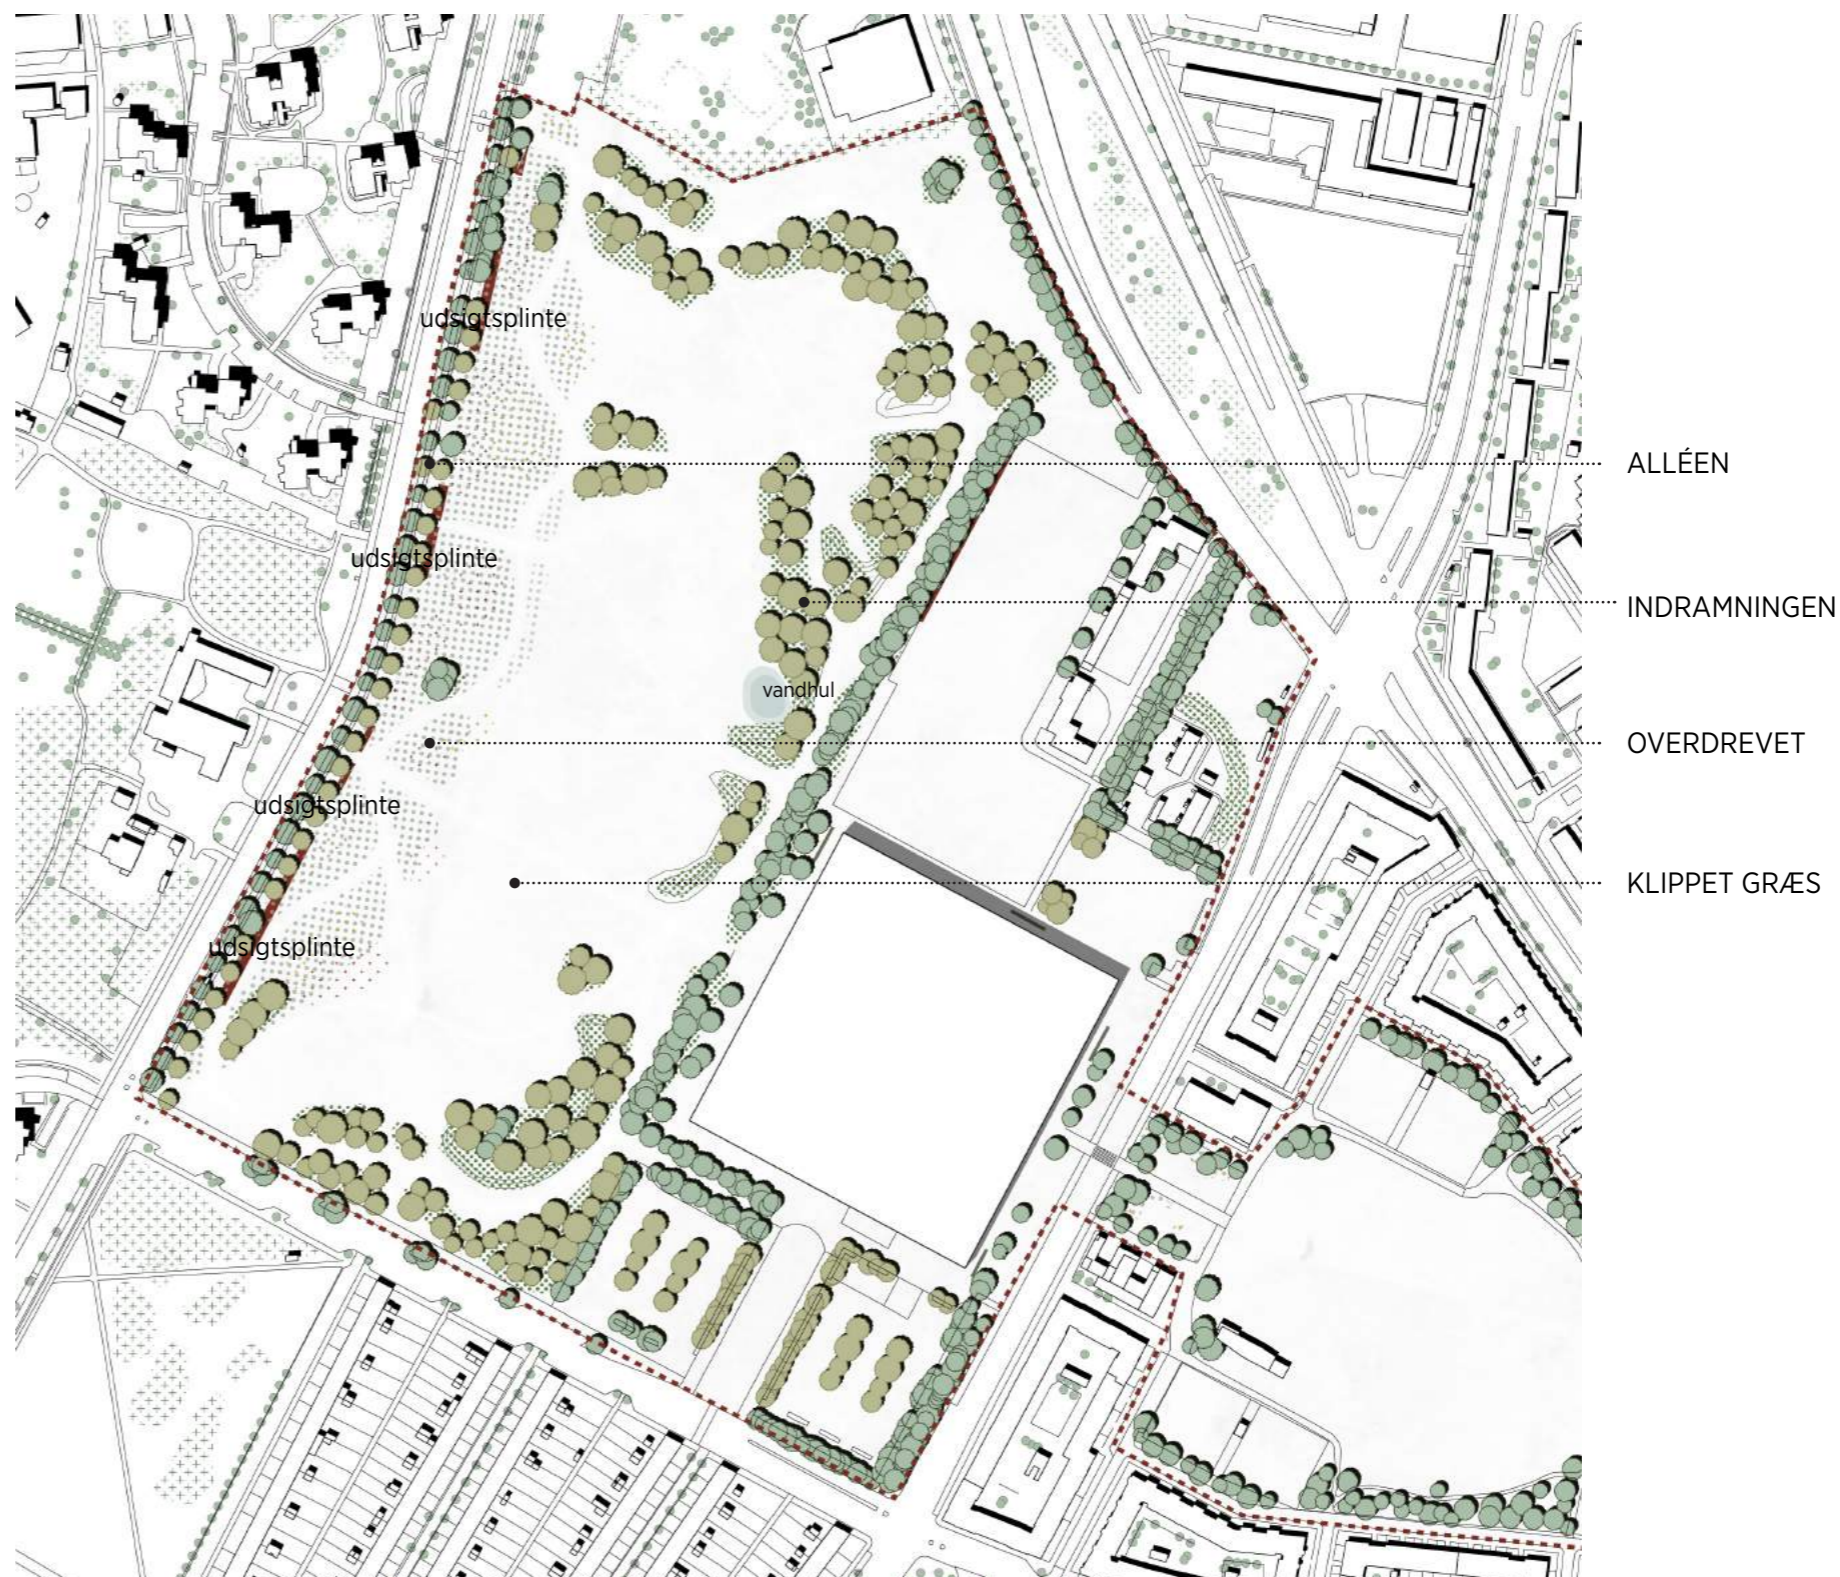 udsigtsplinte
ALLÉEN
udsigtsplinte
INDRAMNINGEN
vandhul
OVERDREVET
udsigtsplinte
KLIPPET GRÆS
udsigtsplinte